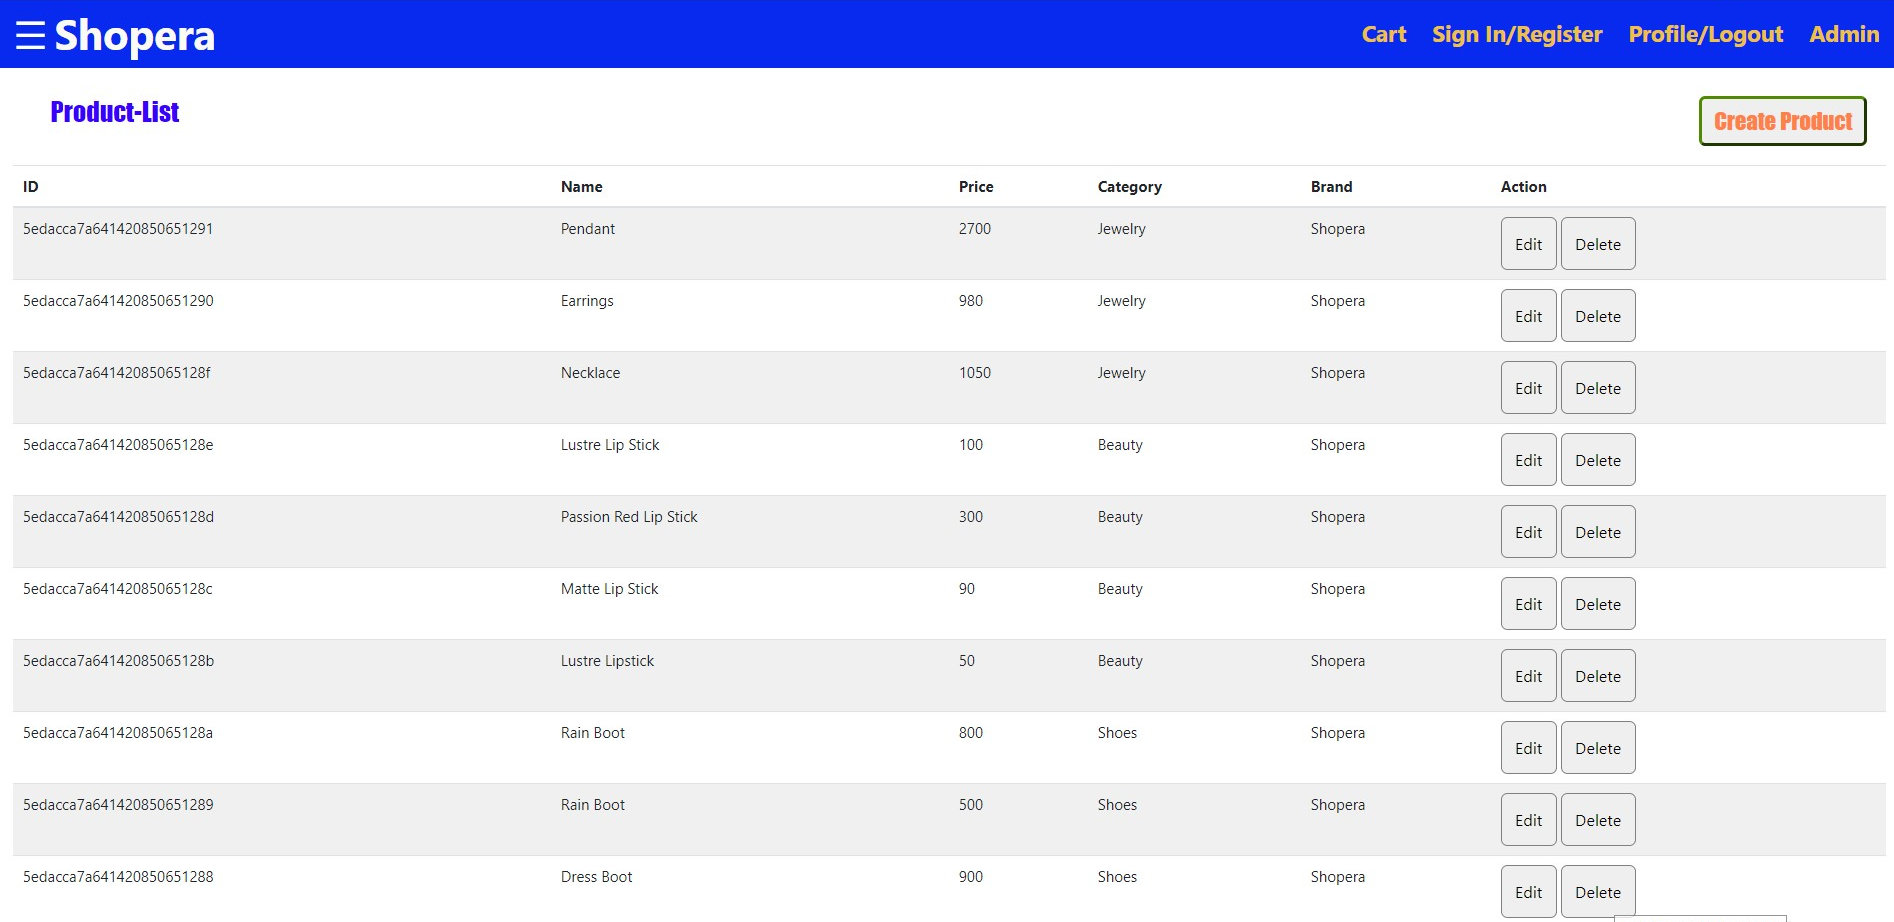 ☰ Shopera Cart Sign In/Register Profile/Logout Admin
Product-List
Create Product
ID Name Price Category Brand Action
5edacca7a641420850651291 Pendant 2700 Jewelry Shopera Edit Delete
5edacca7a641420850651290 Earrings 980 Jewelry Shopera Edit Delete
5edacca7a64142085065128f Necklace 1050 Jewelry Shopera Edit Delete
5edacca7a64142085065128e Lustre Lip Stick 100 Beauty Shopera Edit Delete
5edacca7a64142085065128d Passion Red Lip Stick 300 Beauty Shopera Edit Delete
5edacca7a64142085065128c Matte Lip Stick 90 Beauty Shopera Edit Delete
5edacca7a64142085065128b Lustre Lipstick 50 Beauty Shopera Edit Delete
5edacca7a64142085065128a Rain Boot 800 Shoes Shopera Edit Delete
5edacca7a641420850651289 Rain Boot 500 Shoes Shopera Edit Delete
5edacca7a641420850651288 Dress Boot 900 Shoes Shopera Edit Delete